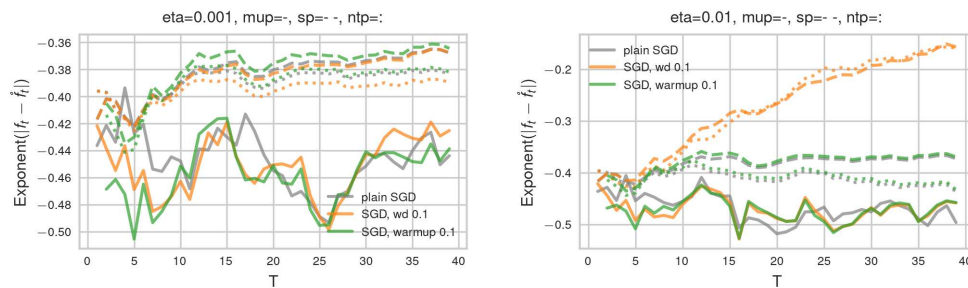 eta=0.001, mup=-, sp=- -, ntp=:
Exponent(|f_t - f̊_t|)
−0.36
−0.38
−0.40
−0.42
−0.44
−0.46
−0.48
−0.50
plain SGD
SGD, wd 0.1
SGD, warmup 0.1
0 5 10 15 20 25 30 35 40
T
eta=0.01, mup=-, sp=- -, ntp=:
Exponent(|f_t - f̊_t|)
−0.2
−0.3
−0.4
−0.5
plain SGD
SGD, wd 0.1
SGD, warmup 0.1
0 5 10 15 20 25 30 35
T